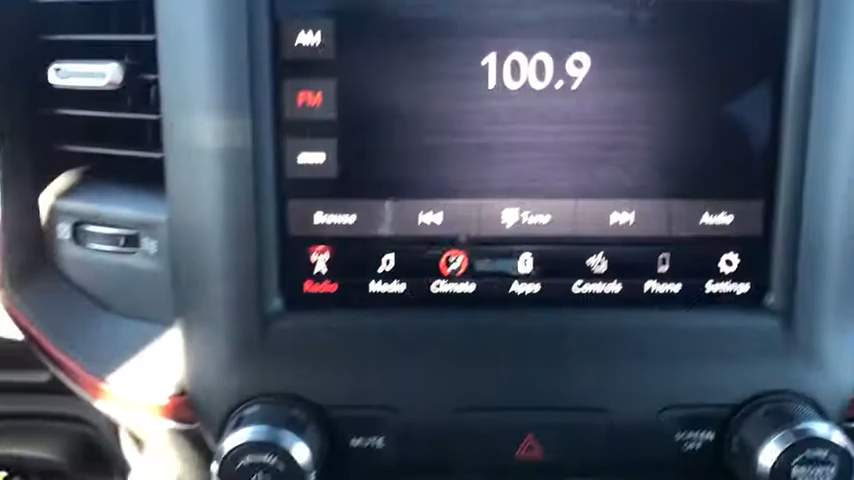 AM
100.9
FM
Browse Tune Audio
Radio Media Climate Apps Controls Phone Settings
MUTE
SCREEN
OFF